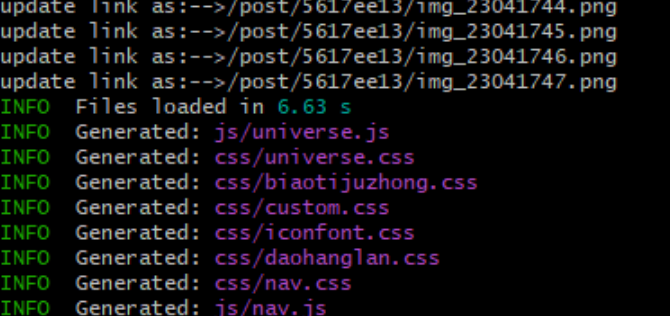 update link as:-->/post/5617ee13/img_23041744.png
update link as:-->/post/5617ee13/img_23041745.png
update link as:-->/post/5617ee13/img_23041746.png
update link as:-->/post/5617ee13/img_23041747.png
INFO  Files loaded in 6.63 s
INFO  Generated: js/universe.js
INFO  Generated: css/universe.css
INFO  Generated: css/biaotijuzhong.css
INFO  Generated: css/custom.css
INFO  Generated: css/iconfont.css
INFO  Generated: css/daohanglan.css
INFO  Generated: css/nav.css
INFO  Generated: js/nav.js